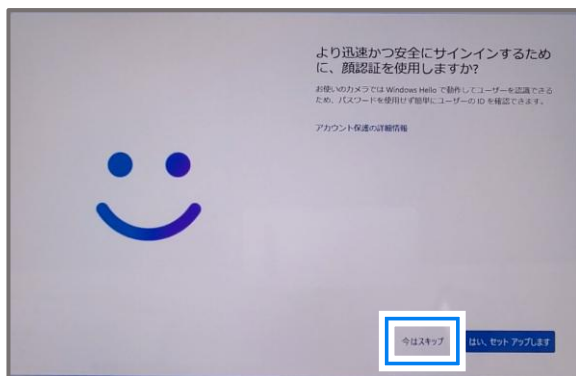 より迅速かつ安全にサインインするため
に、顔認証を使用しますか?
お使いのカメラでは Windows Hello で動作してユーザーを認識できる
ため、パスワードを使用せず簡単にユーザーの ID を確認できます。
アカウント保護の詳細情報
今はスキップ
はい、セット アップします